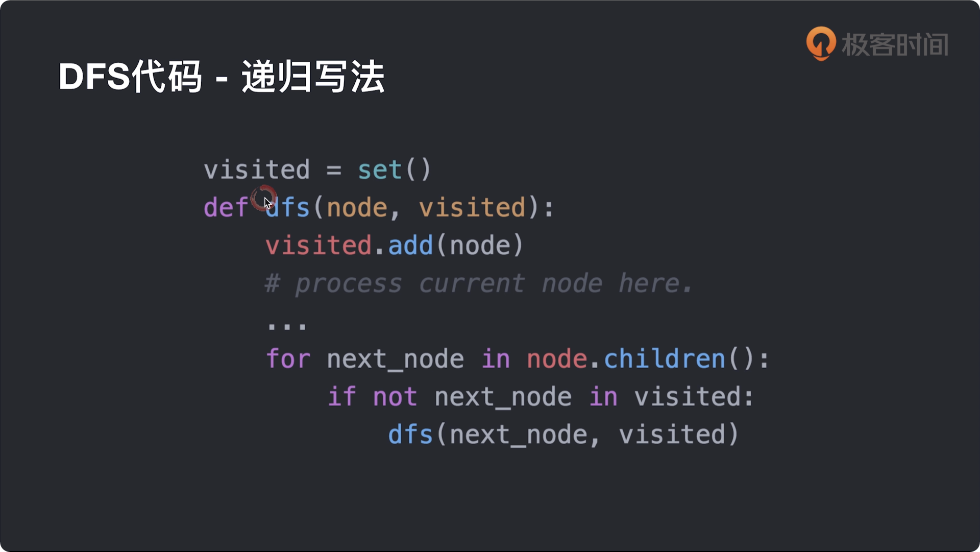 极客时间
DFS代码 - 递归写法
visited = set()
def dfs(node, visited):
    visited.add(node)
    # process current node here.
    ...
    for next_node in node.children():
        if not next_node in visited:
            dfs(next_node, visited)